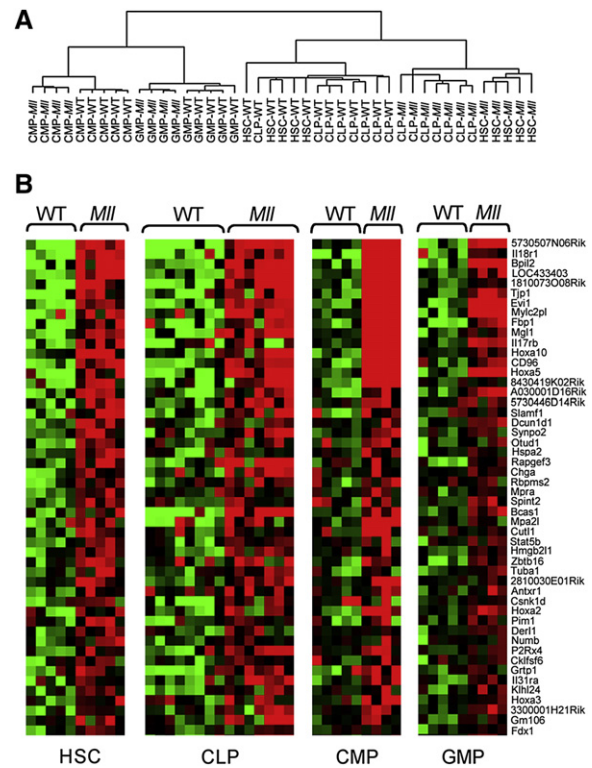 A
CMP-Mll
CMP-Mll
CMP-Mll
CMP-Mll
CMP-WT
CMP-WT
CMP-WT
CMP-WT
CMP-WT
GMP-Mll
GMP-Mll
GMP-Mll
GMP-Mll
GMP-WT
GMP-WT
GMP-WT
GMP-WT
GMP-WT
HSC-WT
CLP-WT
HSC-WT
HSC-WT
HSC-WT
HSC-WT
CLP-WT
CLP-WT
CLP-WT
CLP-WT
CLP-WT
CLP-WT
CLP-WT
CLP-Mll
CLP-Mll
CLP-Mll
CLP-Mll
CLP-Mll
CLP-Mll
CLP-Mll
HSC-Mll
HSC-Mll
HSC-Mll
HSC-Mll
HSC-Mll
B
WT Mll WT Mll WT Mll WT Mll
5730507N06Rik
Il18r1
Bpil2
LOC433403
1810073O08Rik
Tjp1
Evi1
Mylc2pl
Fbp1
Mgl1
Il17rb
Hoxa10
CD96
Hoxa5
8430419K02Rik
A030001D16Rik
5730446D14Rik
Slamf1
Dcun1d1
Synpo2
Otud1
Hspa2
Rapgef3
Chga
Rbpms2
Mpra
Spint2
Bcas1
Mpa2l
Cutl1
Stat5b
Hmgb2l1
Zbtb16
Tuba1
2810030E01Rik
Antxr1
Csnk1d
Hoxa2
Pim1
Derl1
Numb
P2Rx4
Cklfsf6
Grtp1
Il31ra
Klhl24
Hoxa3
3300001H21Rik
Gm106
Fdx1
HSC CLP CMP GMP